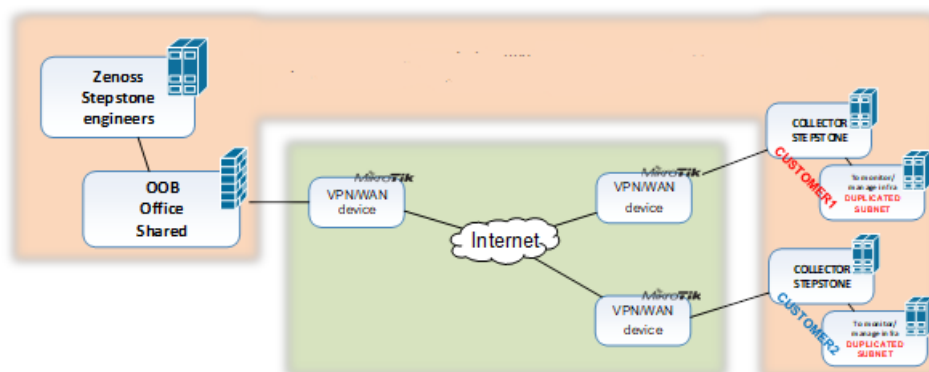 Zenoss
Stepstone
engineers
OOB
Office
Shared
MikroTik
VPN/WAN
device
Internet
MikroTik
VPN/WAN
device
MikroTik
VPN/WAN
device
COLLECTOR
STEPSTONE
CUSTOMER1
To monitor/
manage infra
DUPLICATED
SUBNET
COLLECTOR
STEPSTONE
CUSTOMER2
To monitor/
manage infra
DUPLICATED
SUBNET